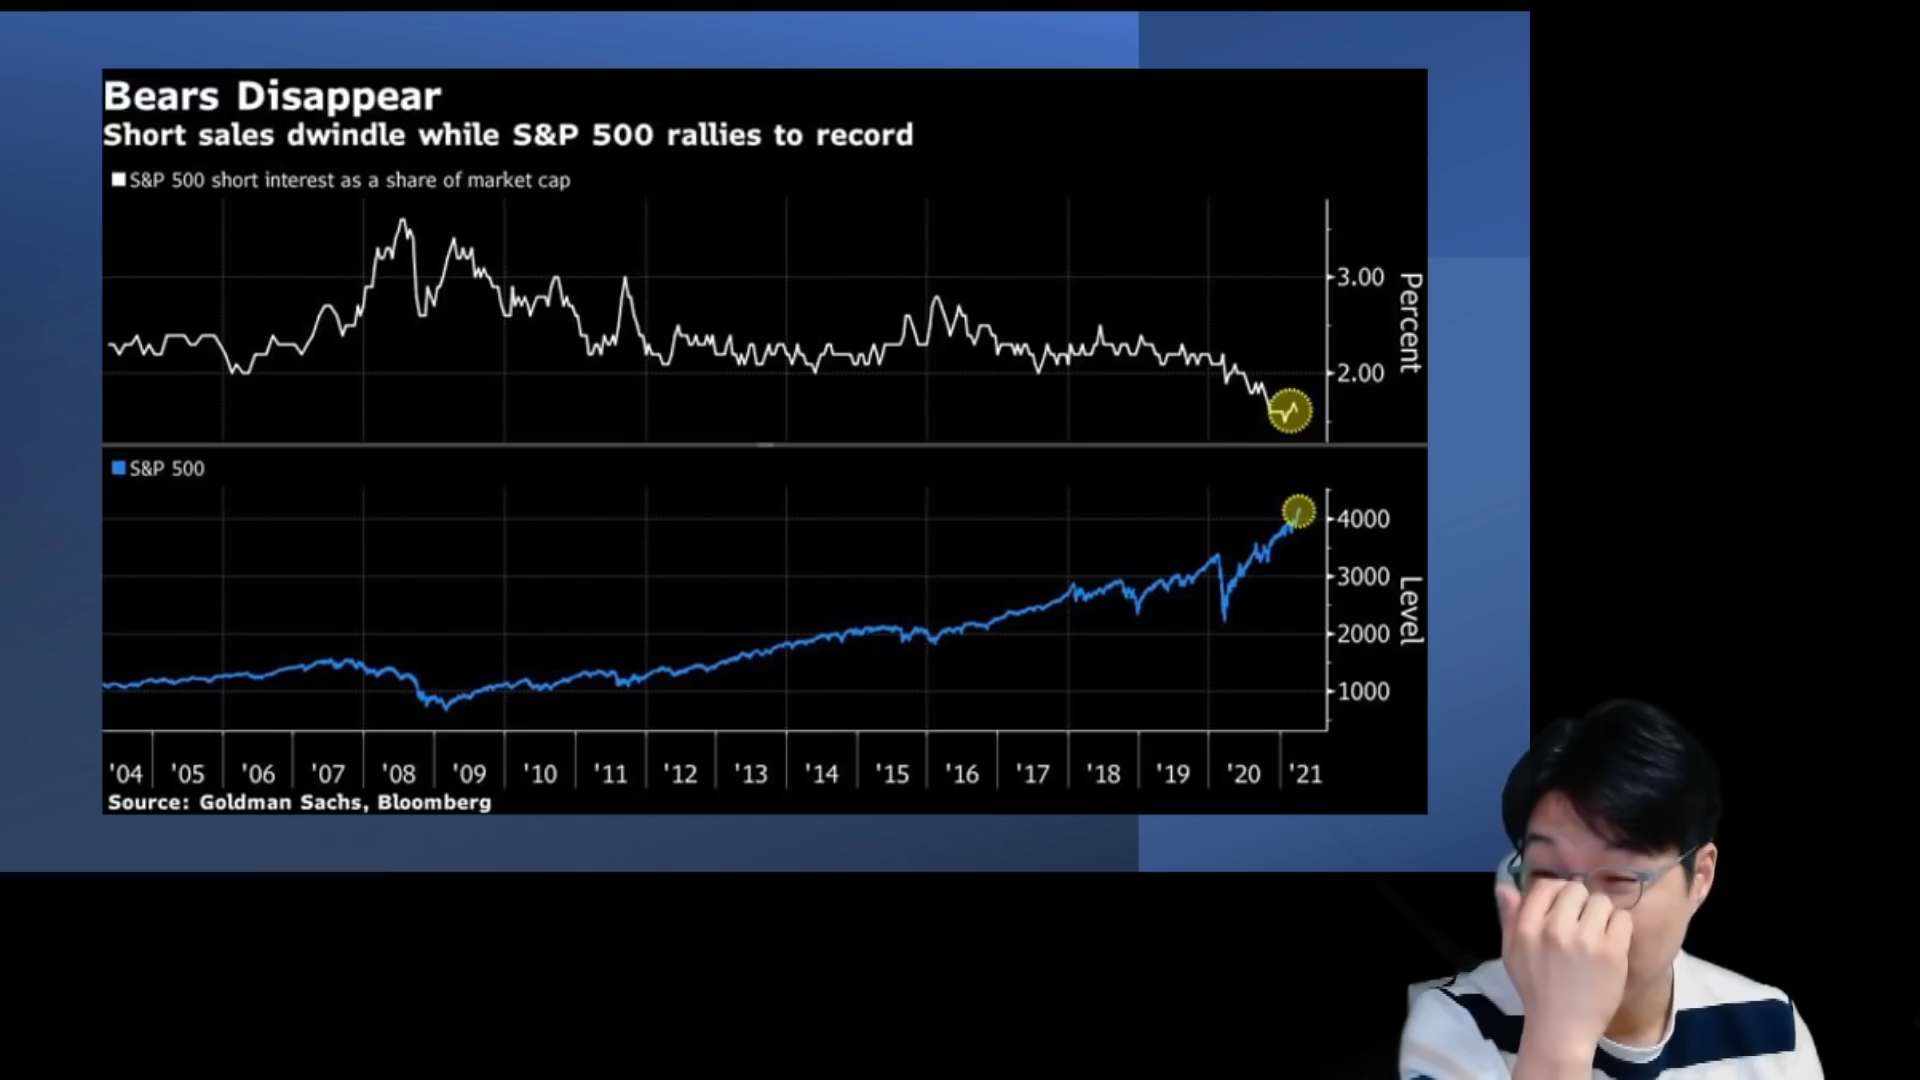 Bears Disappear
Short sales dwindle while S&P 500 rallies to record
S&P 500 short interest as a share of market cap
3.00
2.00
Percent
S&P 500
4000
3000
2000
1000
Level
'04 '05 '06 '07 '08 '09 '10 '11 '12 '13 '14 '15 '16 '17 '18 '19 '20 '21
Source: Goldman Sachs, Bloomberg